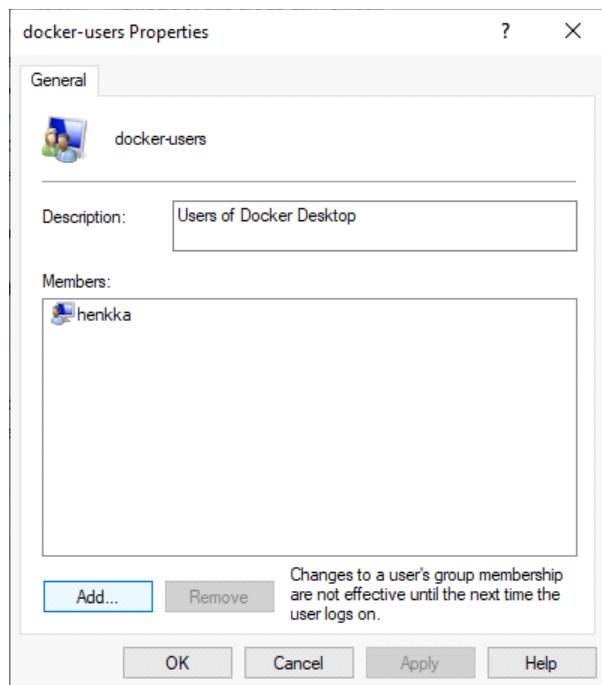 docker-users Properties
General
docker-users
Description:
Users of Docker Desktop
Members:
henkka
Add...
Remove
Changes to a user's group membership
are not effective until the next time the
user logs on.
OK
Cancel
Apply
Help